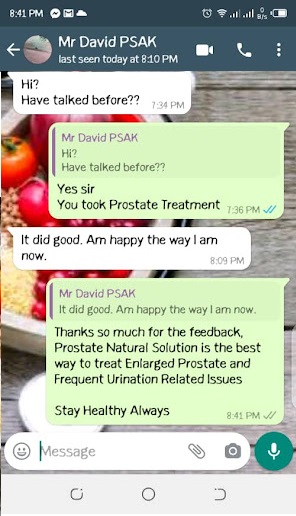 8:41 PM
Mr David PSAK
last seen today at 8:10 PM
Hi?
Have talked before??
7:34 PM
Mr David PSAK
Hi?
Have talked before??
Yes sir
You took Prostate Treatment
7:36 PM
It did good. Am happy the way I am
now.
8:09 PM
Mr David PSAK
It did good. Am happy the way I am now.
Thanks so much for the feedback,
Prostate Natural Solution is the best
way to treat Enlarged Prostate and
Frequent Urination Related Issues
Stay Healthy Always
8:41 PM
Message